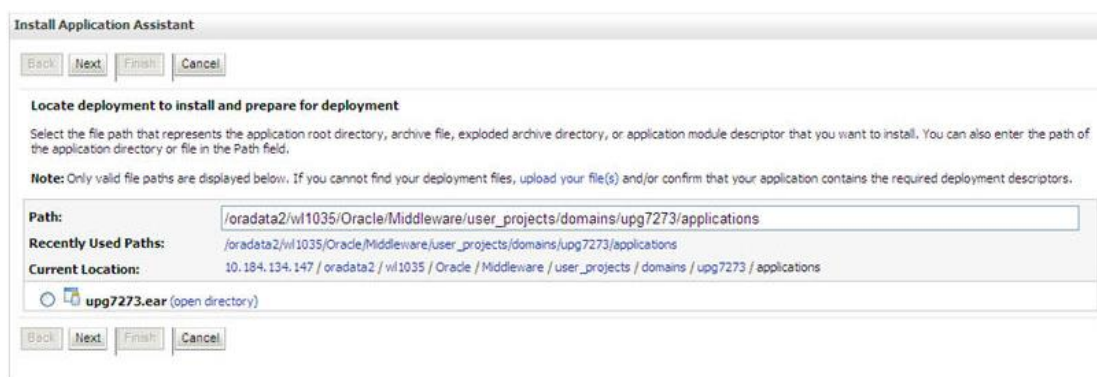 Install Application Assistant
Back Next Finish Cancel
Locate deployment to install and prepare for deployment
Select the file path that represents the application root directory, archive file, exploded archive directory, or application module descriptor that you want to install. You can also enter the path of
the application directory or file in the Path field.
Note: Only valid file paths are displayed below. If you cannot find your deployment files, upload your file(s) and/or confirm that your application contains the required deployment descriptors.
Path: /oradata2/wl1035/Oracle/Middleware/user_projects/domains/upg7273/applications
Recently Used Paths: /oradata2/wl1035/Oracle/Middleware/user_projects/domains/upg7273/applications
Current Location: 10.184.134.147 / oradata2 / wl1035 / Oracle / Middleware / user_projects / domains / upg7273 / applications
upg7273.ear (open directory)
Back Next Finish Cancel